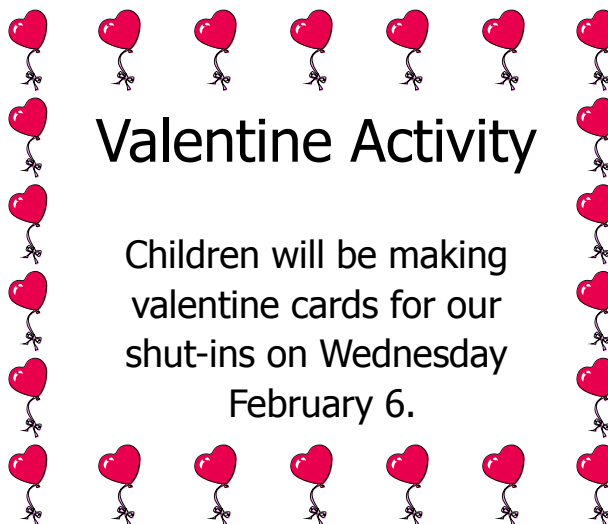 Valentine Activity
Children will be making
valentine cards for our
shut-ins on Wednesday
February 6.